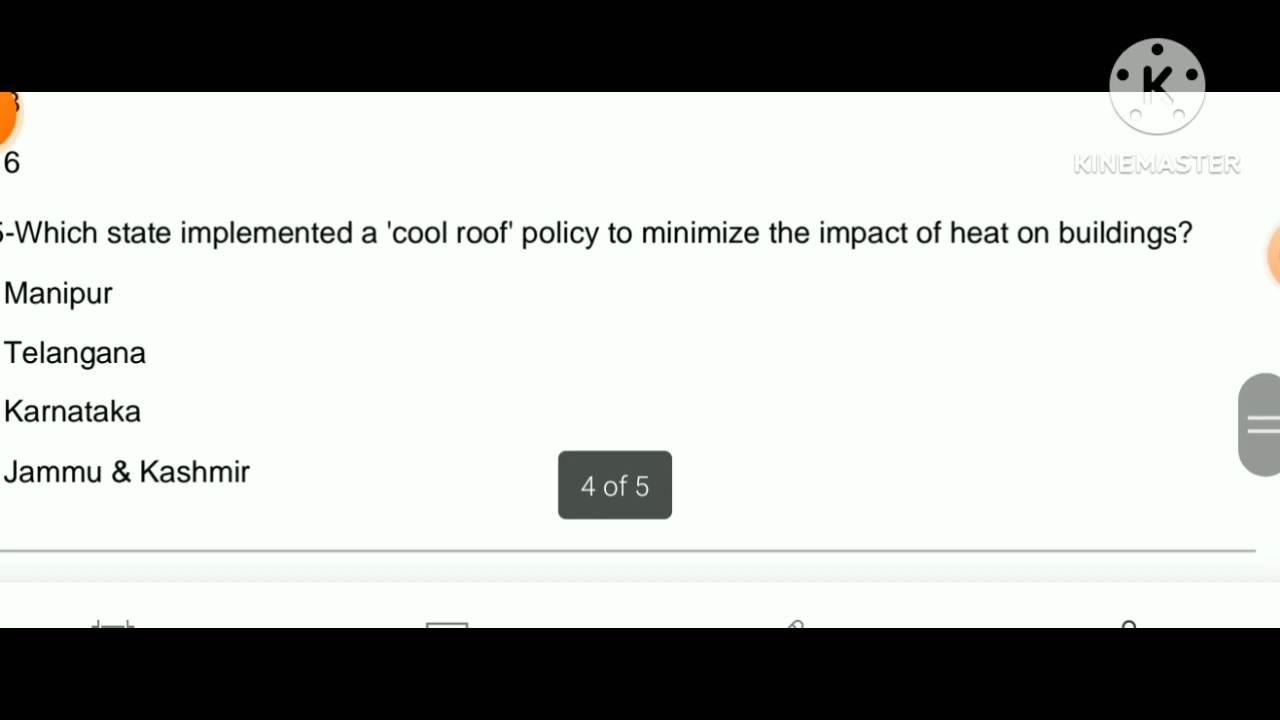 K
KINEMASTER
6
-Which state implemented a 'cool roof' policy to minimize the impact of heat on buildings?
Manipur
Telangana
Karnataka
Jammu & Kashmir
4 of 5